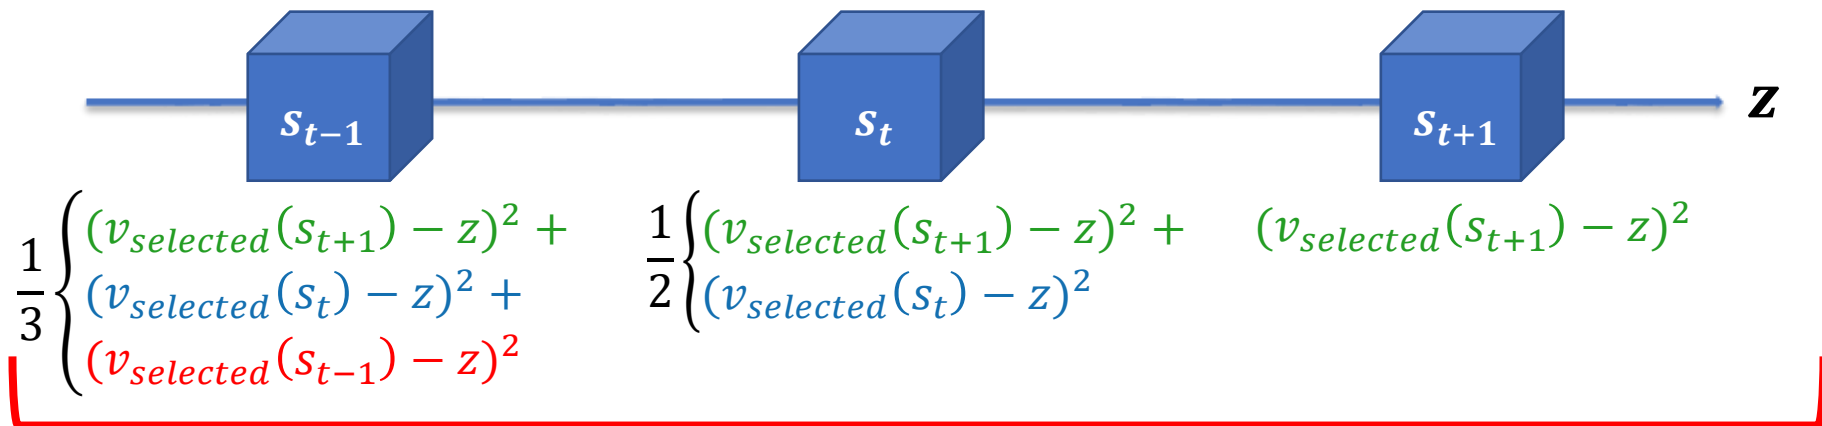 s_{t−1} s_t s_{t+1} z
1/3 { (v_{selected}(s_{t+1}) − z)² +
(v_{selected}(s_t) − z)² +
(v_{selected}(s_{t−1}) − z)²
1/2 { (v_{selected}(s_{t+1}) − z)² +
(v_{selected}(s_t) − z)²
(v_{selected}(s_{t+1}) − z)²